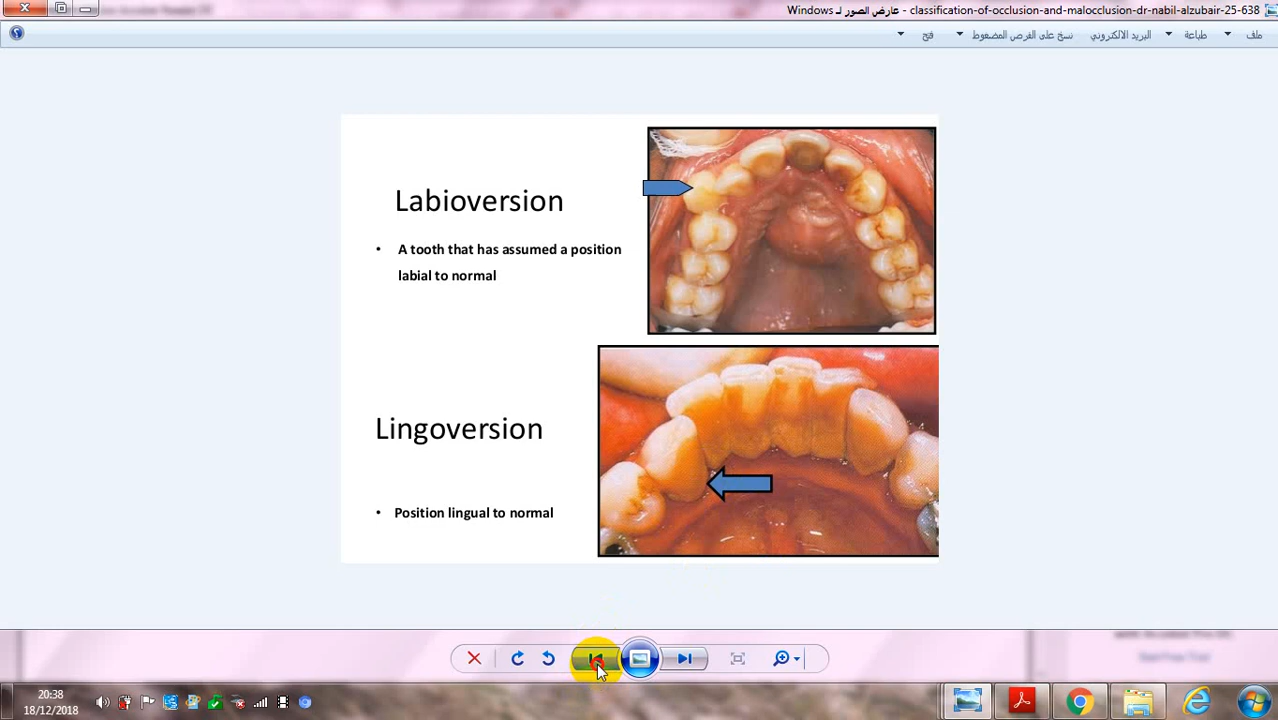 classification-of-occlusion-and-malocclusion-dr-nabil-alzubair-25-638 - عارض الصور لـ Windows
ملف طباعة البريد الالكتروني نسخ على القرص المضغوط فتح
Labioversion
• A tooth that has assumed a position
labial to normal
Lingoversion
• Position lingual to normal
20:38
18/12/2018